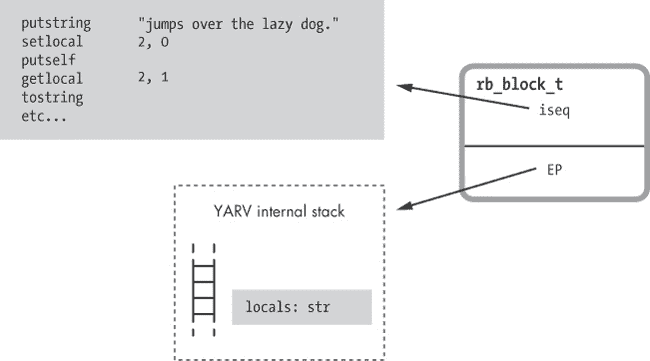 putstring "jumps over the lazy dog."
setlocal 2, 0
putself
getlocal 2, 1
tostring
etc...
rb_block_t
iseq
EP
YARV internal stack
locals: str